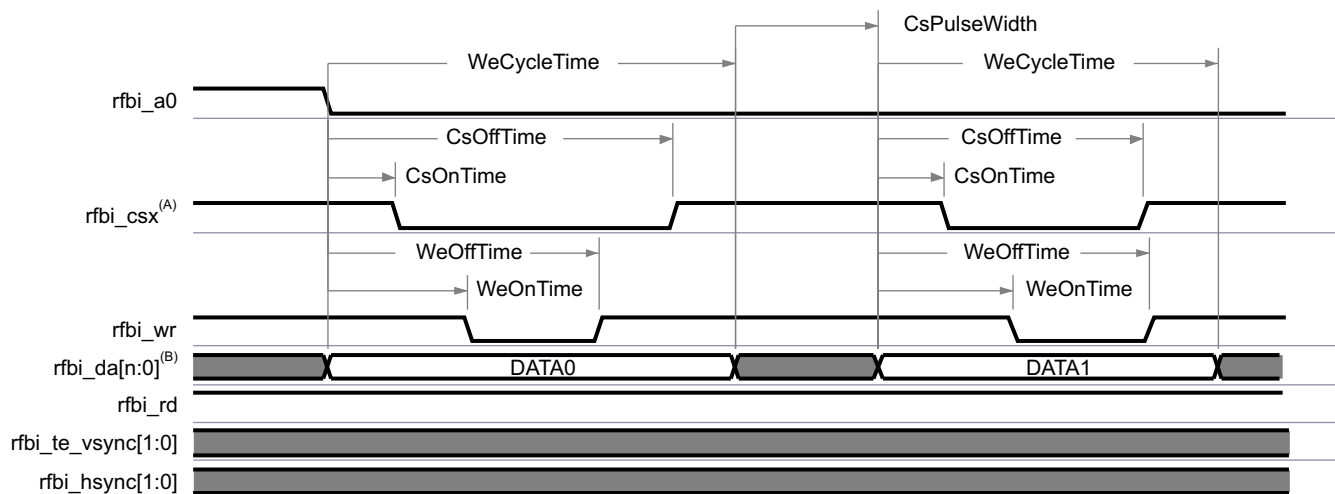 CsPulseWidth
WeCycleTime WeCycleTime
rfbi_a0
CsOffTime CsOffTime
CsOnTime CsOnTime
rfbi_csx(A)
WeOffTime WeOffTime
WeOnTime WeOnTime
rfbi_wr
rfbi_da[n:0](B) DATA0 DATA1
rfbi_rd
rfbi_te_vsync[1:0]
rfbi_hsync[1:0]